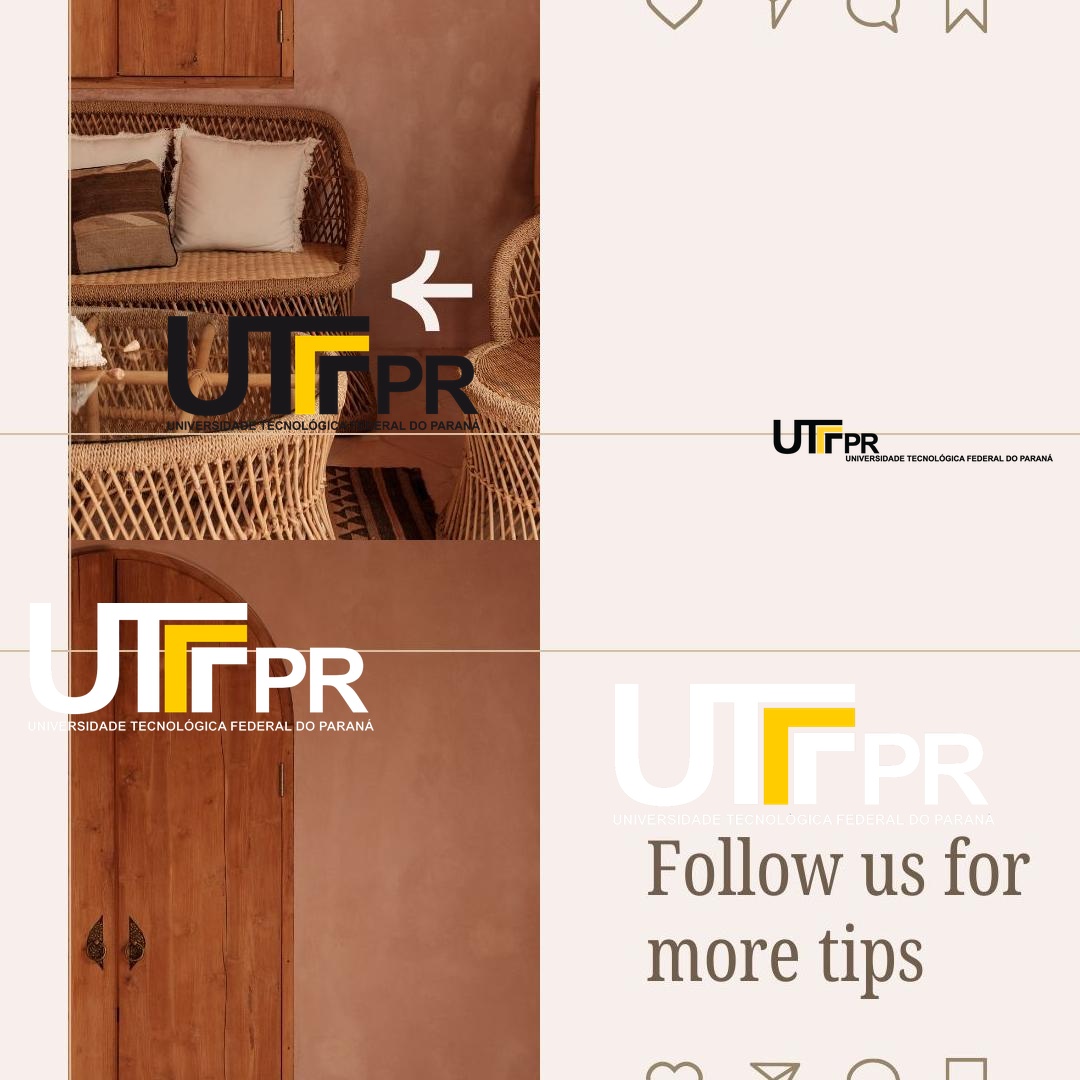 UTFPR
UNIVERSIDADE TECNOLÓGICA FEDERAL DO PARANÁ
UTFPR
UNIVERSIDADE TECNOLÓGICA FEDERAL DO PARANÁ
UTFPR
UNIVERSIDADE TECNOLÓGICA FEDERAL DO PARANÁ
UTFPR
UNIVERSIDADE TECNOLÓGICA FEDERAL DO PARANÁ
Follow us for
more tips